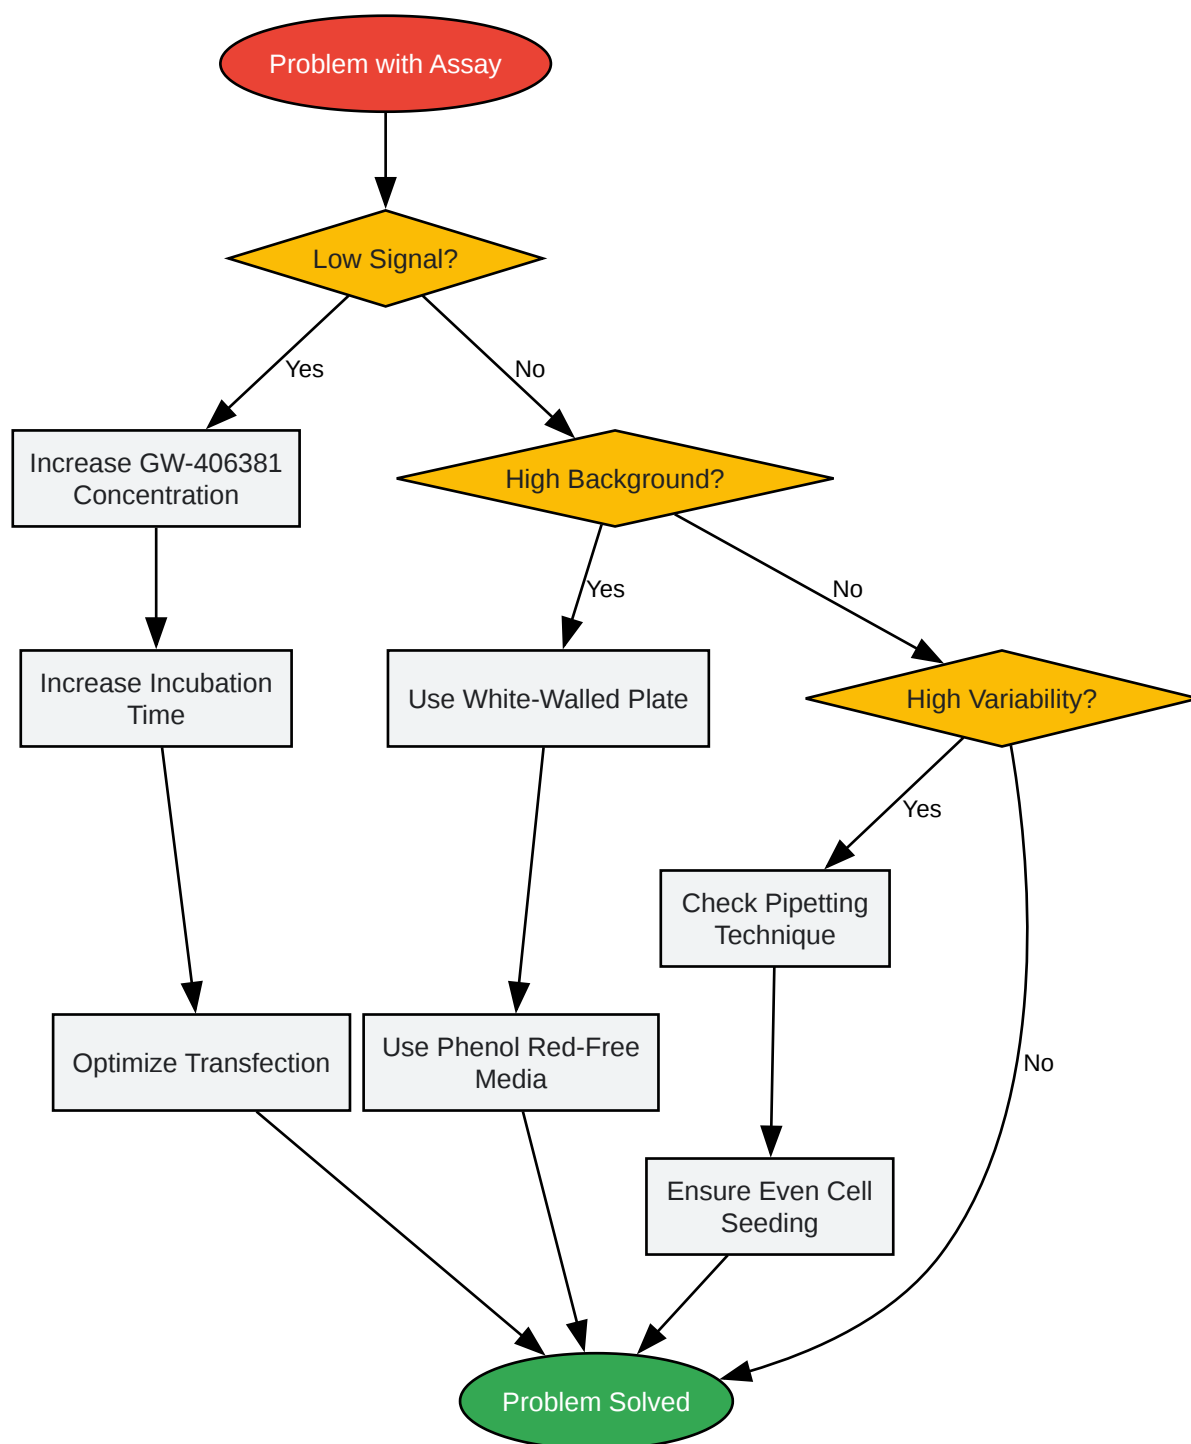 Problem with Assay
Low Signal?
Yes
No
Increase GW-406381
Concentration
High Background?
Yes
No
Increase Incubation
Time
Use White-Walled Plate
High Variability?
Yes
Check Pipetting
Technique
Optimize Transfection
Use Phenol Red-Free
Media
No
Ensure Even Cell
Seeding
Problem Solved